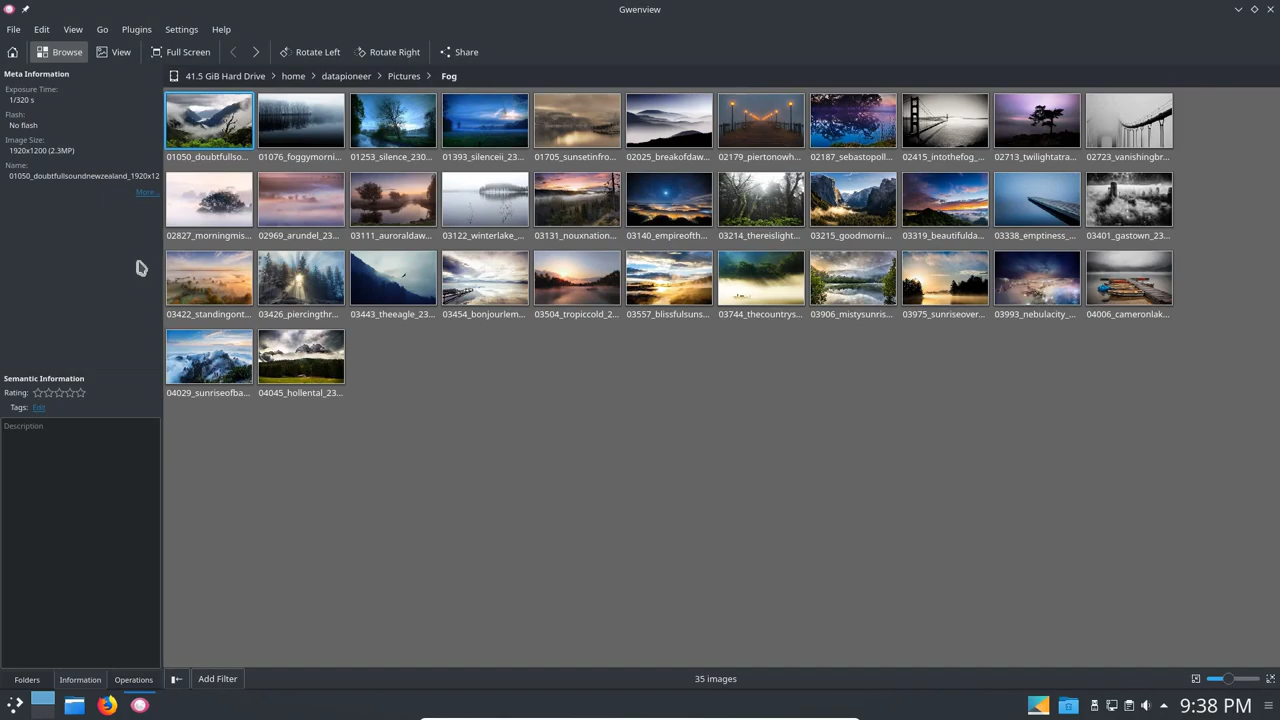 Gwenview
File Edit View Go Plugins Settings Help
Browse View Full Screen Rotate Left Rotate Right Share
Meta Information
41.5 GiB Hard Drive home datapioneer Pictures Fog
Exposure Time:
1/320 s
Flash:
No flash
Image Size:
1920x1200 (2.3MP)
Name:
01050_doubtfullsoundnewzealand_1920x12
More...
01050_doubtfullso... 01076_foggymorni... 01253_silence_230... 01393_silenceii_23... 01705_sunsetinfro... 02025_breakofdaw... 02179_piertonowh... 02187_sebastopoll... 02415_intothefog_... 02713_twilightatra... 02723_vanishingbr...
02827_morningmis... 02969_arundel_23... 03111_auroraldaw... 03122_winterlake_... 03131_nouxnation... 03140_empireofth... 03214_thereislight... 03215_goodmorni... 03319_beautifulda... 03338_emptiness_... 03401_gastown_23...
03422_standingont... 03426_piercingthr... 03443_theeagle_23... 03454_bonjourlem... 03504_tropiccold_2... 03557_blissfulsuns... 03744_thecountrys... 03906_mistysunris... 03975_sunriseover... 03993_nebulacity_... 04006_cameronlak...
04029_sunriseofba... 04045_hollental_23...
Semantic Information
Rating:
Tags: Edit
Description
Folders Information Operations Add Filter 35 images
9:38 PM